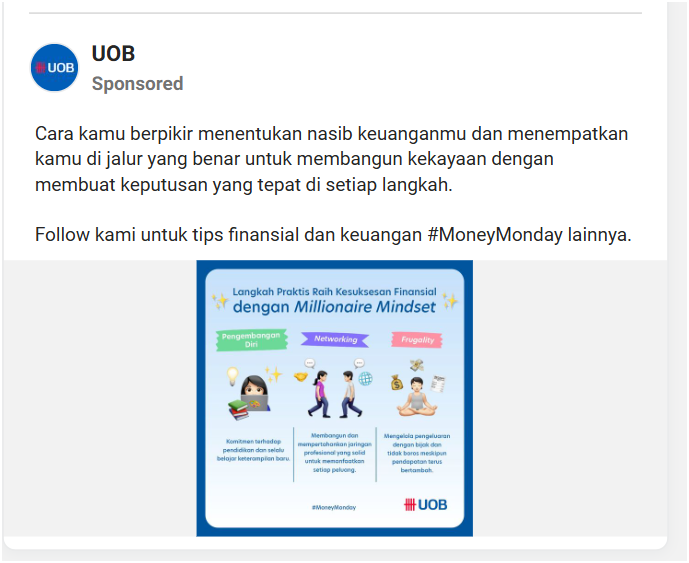 UOB
UOB
Sponsored
Cara kamu berpikir menentukan nasib keuanganmu dan menempatkan
kamu di jalur yang benar untuk membangun kekayaan dengan
membuat keputusan yang tepat di setiap langkah.
Follow kami untuk tips finansial dan keuangan #MoneyMonday lainnya.
Langkah Praktis Raih Kesuksesan Finansial
dengan Millionaire Mindset
Pengembangan
Diri
Networking
Frugality
Komitmen terhadap
pendidikan dan selalu
belajar keterampilan baru.
Membangun dan
mempertahankan jaringan
profesional yang solid
untuk memanfaatkan
setiap peluang.
Mengelola pengeluaran
dengan bijak dan
tidak boros meskipun
pendapatan terus
bertambah.
#MoneyMonday
UOB